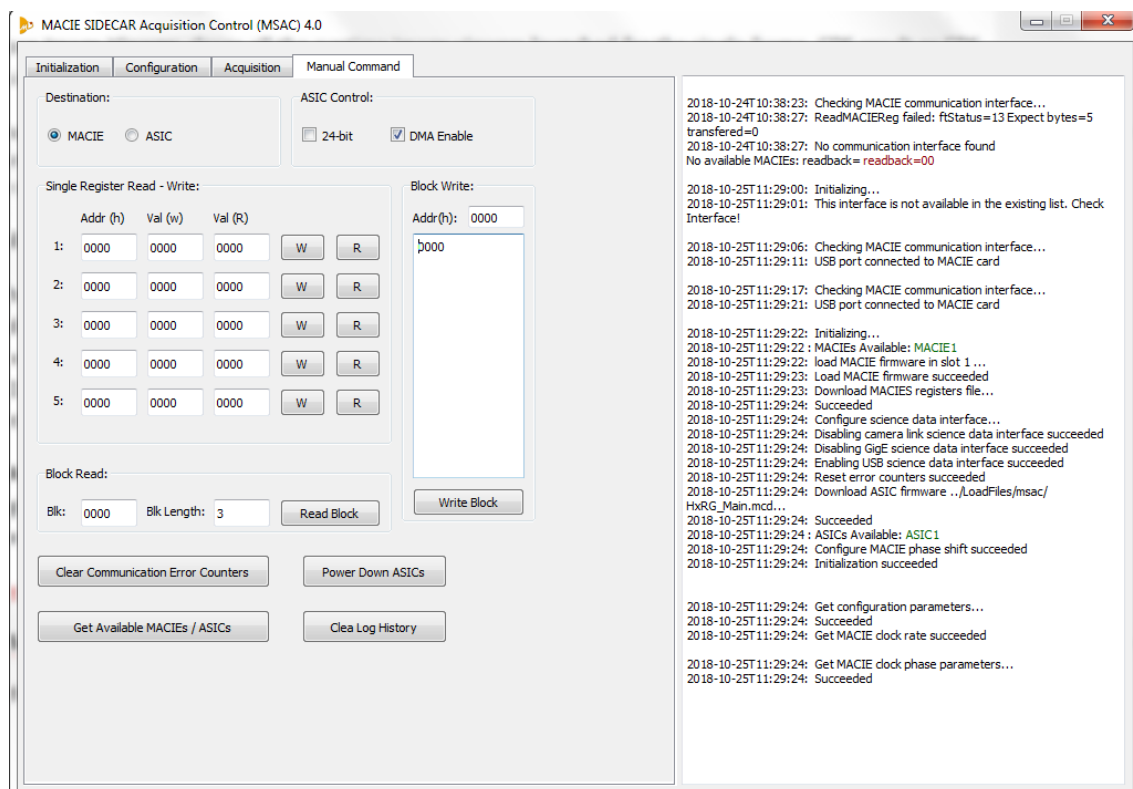 MACIE SIDECAR Acquisition Control (MSAC) 4.0
Initialization Configuration Acquisition Manual Command
Destination:
MACIE ASIC
ASIC Control:
24-bit DMA Enable
Single Register Read - Write:
Addr (h) Val (w) Val (R)
1: 0000 0000 0000 W R
2: 0000 0000 0000 W R
3: 0000 0000 0000 W R
4: 0000 0000 0000 W R
5: 0000 0000 0000 W R
Block Write:
Addr(h): 0000
0000
Write Block
Block Read:
Blk: 0000 Blk Length: 3 Read Block
Clear Communication Error Counters Power Down ASICs
Get Available MACIEs / ASICs Clea Log History
2018-10-24T10:38:23: Checking MACIE communication interface...
2018-10-24T10:38:27: ReadMACIEReg failed: ftStatus=13 Expect bytes=5
transfered=0
2018-10-24T10:38:27: No communication interface found
No available MACIEs: readback= readback=00
2018-10-25T11:29:00: Initializing...
2018-10-25T11:29:01: This interface is not available in the existing list. Check
Interface!
2018-10-25T11:29:06: Checking MACIE communication interface...
2018-10-25T11:29:11: USB port connected to MACIE card
2018-10-25T11:29:17: Checking MACIE communication interface...
2018-10-25T11:29:21: USB port connected to MACIE card
2018-10-25T11:29:22: Initializing...
2018-10-25T11:29:22 : MACIEs Available: MACIE1
2018-10-25T11:29:22: load MACIE firmware in slot 1 ...
2018-10-25T11:29:23: Load MACIE firmware succeeded
2018-10-25T11:29:23: Download MACIES registers file...
2018-10-25T11:29:24: Succeeded
2018-10-25T11:29:24: Configure science data interface...
2018-10-25T11:29:24: Disabling camera link science data interface succeeded
2018-10-25T11:29:24: Disabling GigE science data interface succeeded
2018-10-25T11:29:24: Enabling USB science data interface succeeded
2018-10-25T11:29:24: Reset error counters succeeded
2018-10-25T11:29:24: Download ASIC firmware ../LoadFiles/msac/
HxRG_Main.mcd...
2018-10-25T11:29:24: Succeeded
2018-10-25T11:29:24 : ASICs Available: ASIC1
2018-10-25T11:29:24: Configure MACIE phase shift succeeded
2018-10-25T11:29:24: Initialization succeeded
2018-10-25T11:29:24: Get configuration parameters...
2018-10-25T11:29:24: Succeeded
2018-10-25T11:29:24: Get MACIE clock rate succeeded
2018-10-25T11:29:24: Get MACIE clock phase parameters...
2018-10-25T11:29:24: Succeeded